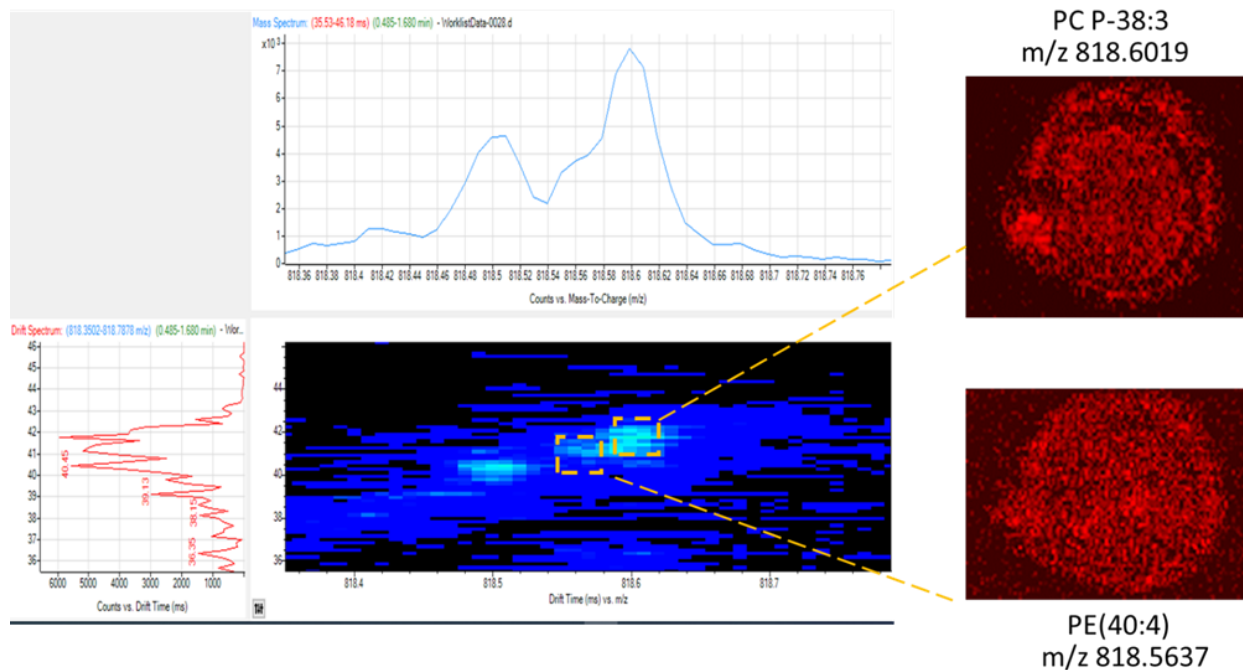 Mass Spectrum: (35.53-46.18 ms) (0.485-1.680 min) - WorklistData-0028.d
x10 3
8
7
6
5
4
3
2
1
0
818.36 818.38 818.4 818.42 818.44 818.46 818.48 818.5 818.52 818.54 818.56 818.58 818.6 818.62 818.64 818.66 818.68 818.7 818.72 818.74 818.76
Counts vs. Mass-To-Charge (m/z)
Drift Spectrum: (818.3502-818.7878 m/z) (0.485-1.680 min) - Wor...
46
45
44
43
42
41
40
39
38
37
36
40.45
39.13
38.15
36.35
6000 5000 4000 3000 2000 1000
Counts vs. Drift Time (ms)
44
42
40
38
36
818.4 818.5 818.6 818.7
Drift Time (ms) vs. m/z
PC P-38:3
m/z 818.6019
PE(40:4)
m/z 818.5637